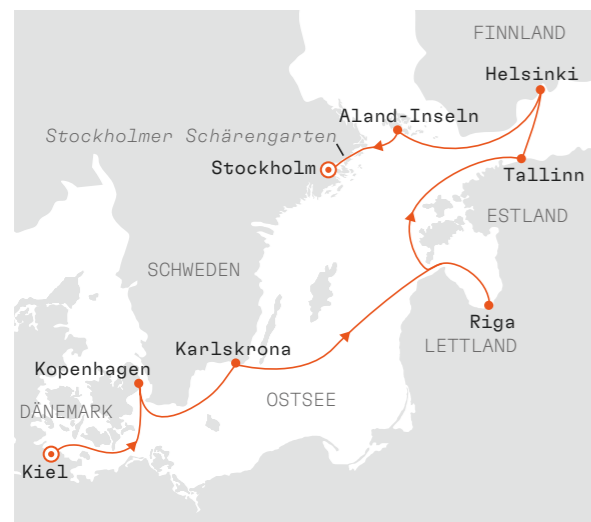 FINNLAND
Helsinki
Aland-Inseln
Stockholmer Schärengarten
Stockholm
Tallinn
ESTLAND
SCHWEDEN
Riga
Karlskrona
LETTLAND
Kopenhagen
OSTSEE
DÄNEMARK
Kiel